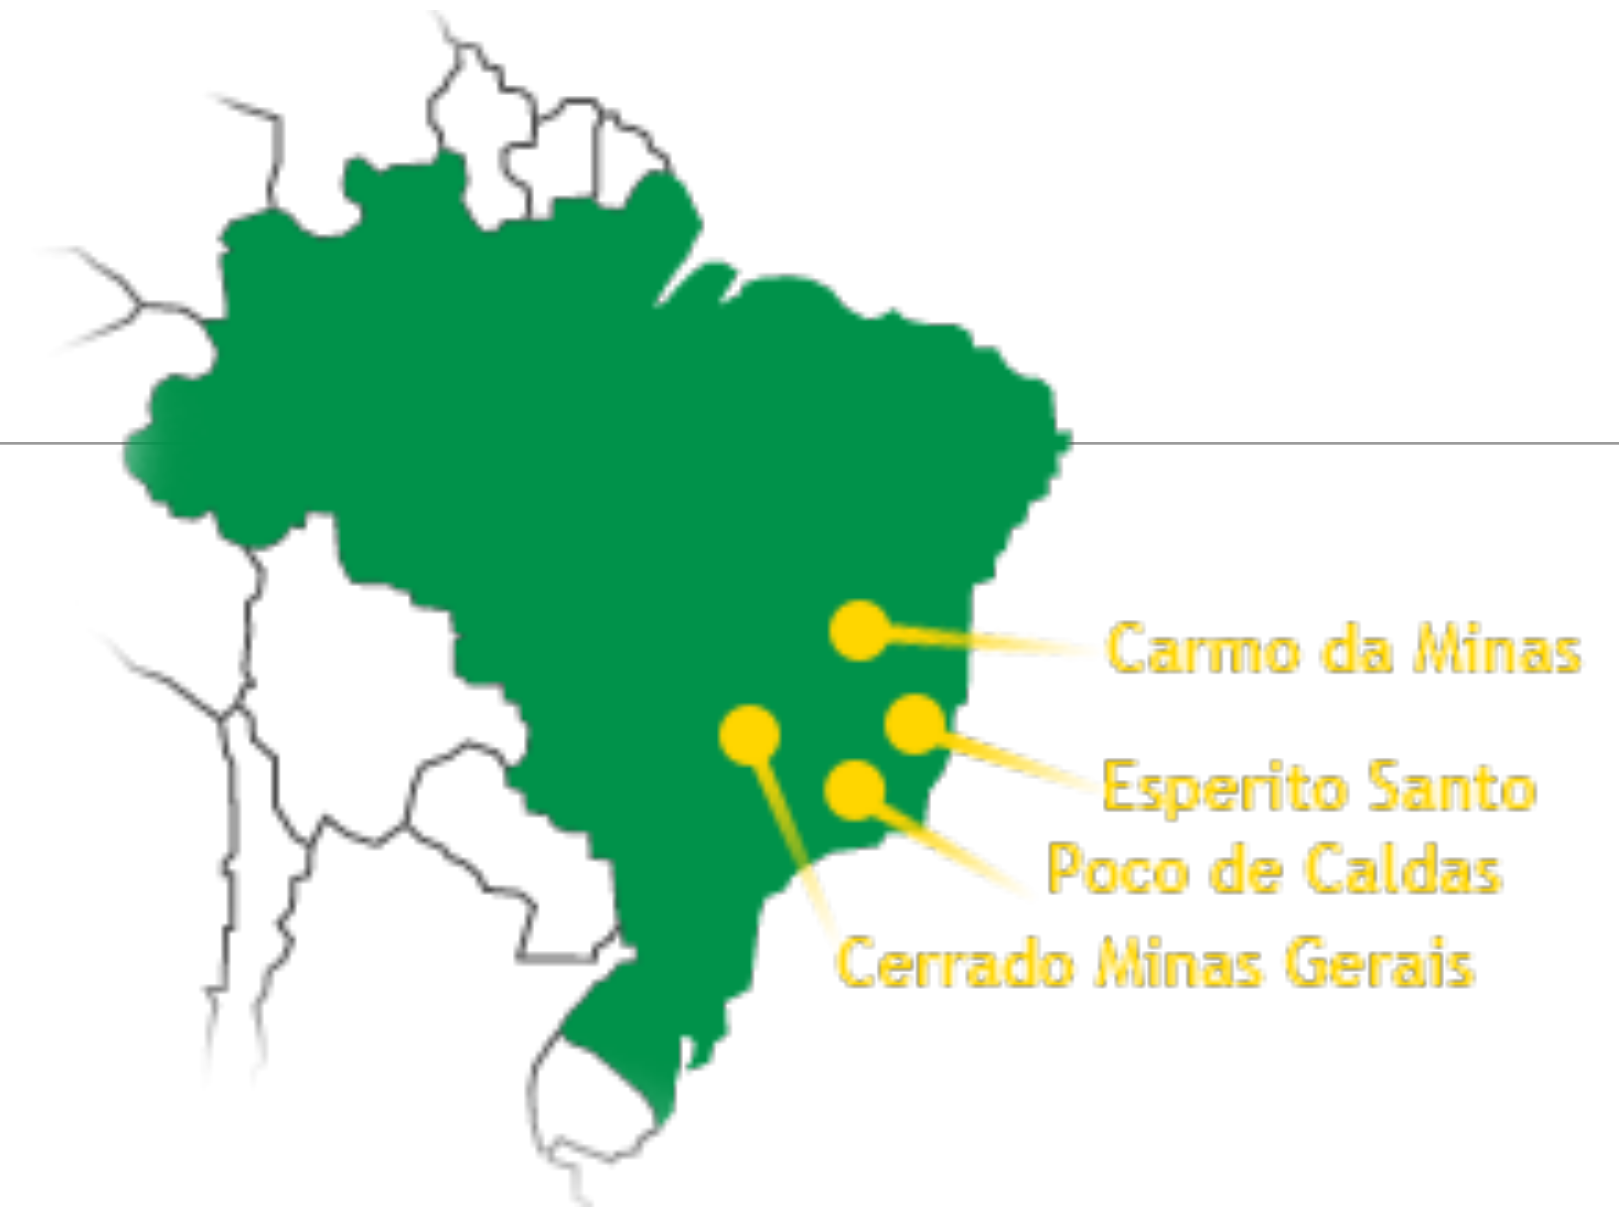 Carmo da Minas
Esperito Santo
Poco de Caldas
Cerrado Minas Gerais